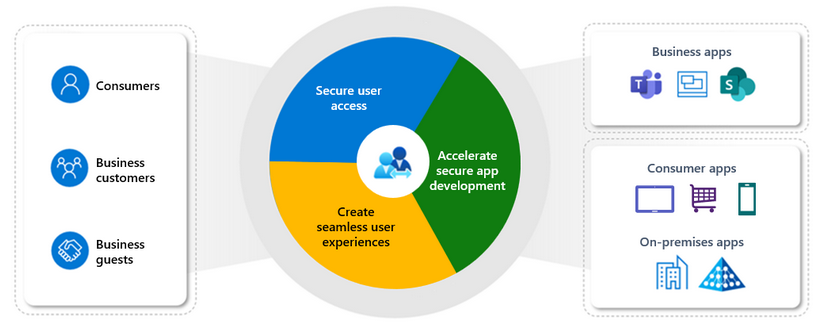 Consumers
Business
customers
Business
guests
Secure user
access
Accelerate
secure app
development
Create
seamless user
experiences
Business apps
T
S
Consumer apps
On-premises apps